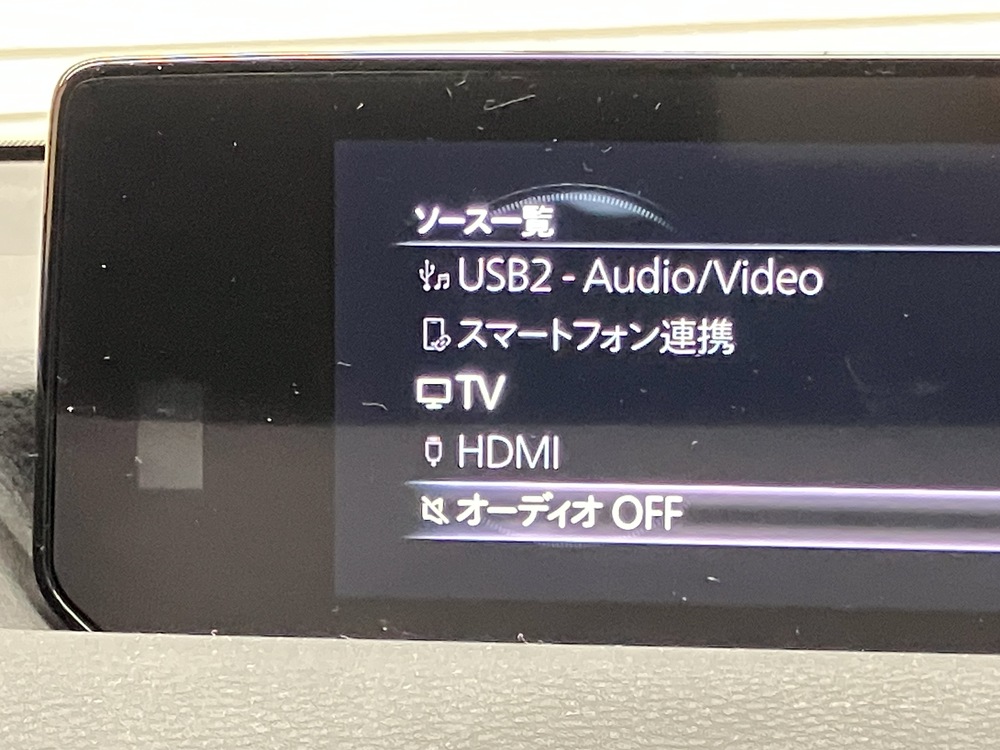 ソース一覧
USB2 - Audio/Video
スマートフォン連携
TV
HDMI
オーディオ OFF